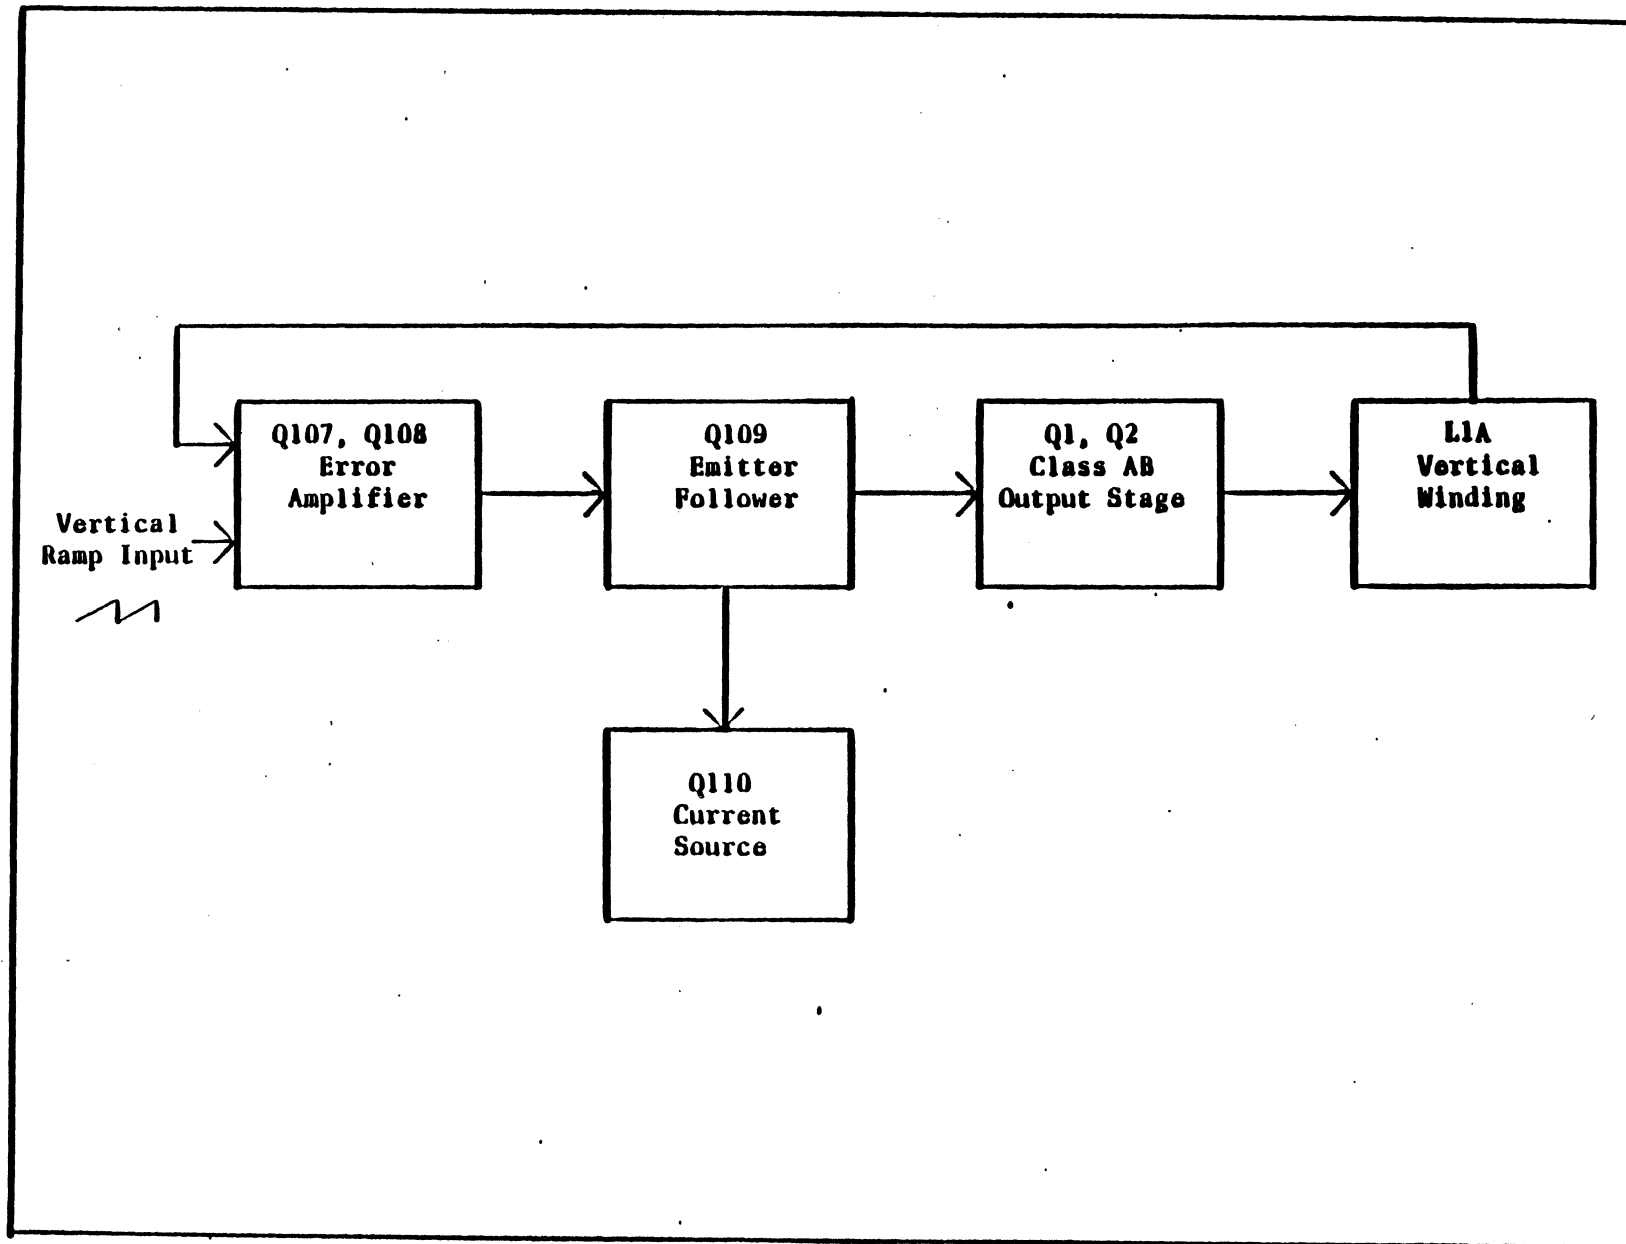 Q107, Q108
Error
Amplifier
Q109
Emitter
Follower
Q1, Q2
Class AB
Output Stage
L1A
Vertical
Winding
Vertical
Ramp Input
Q110
Current
Source